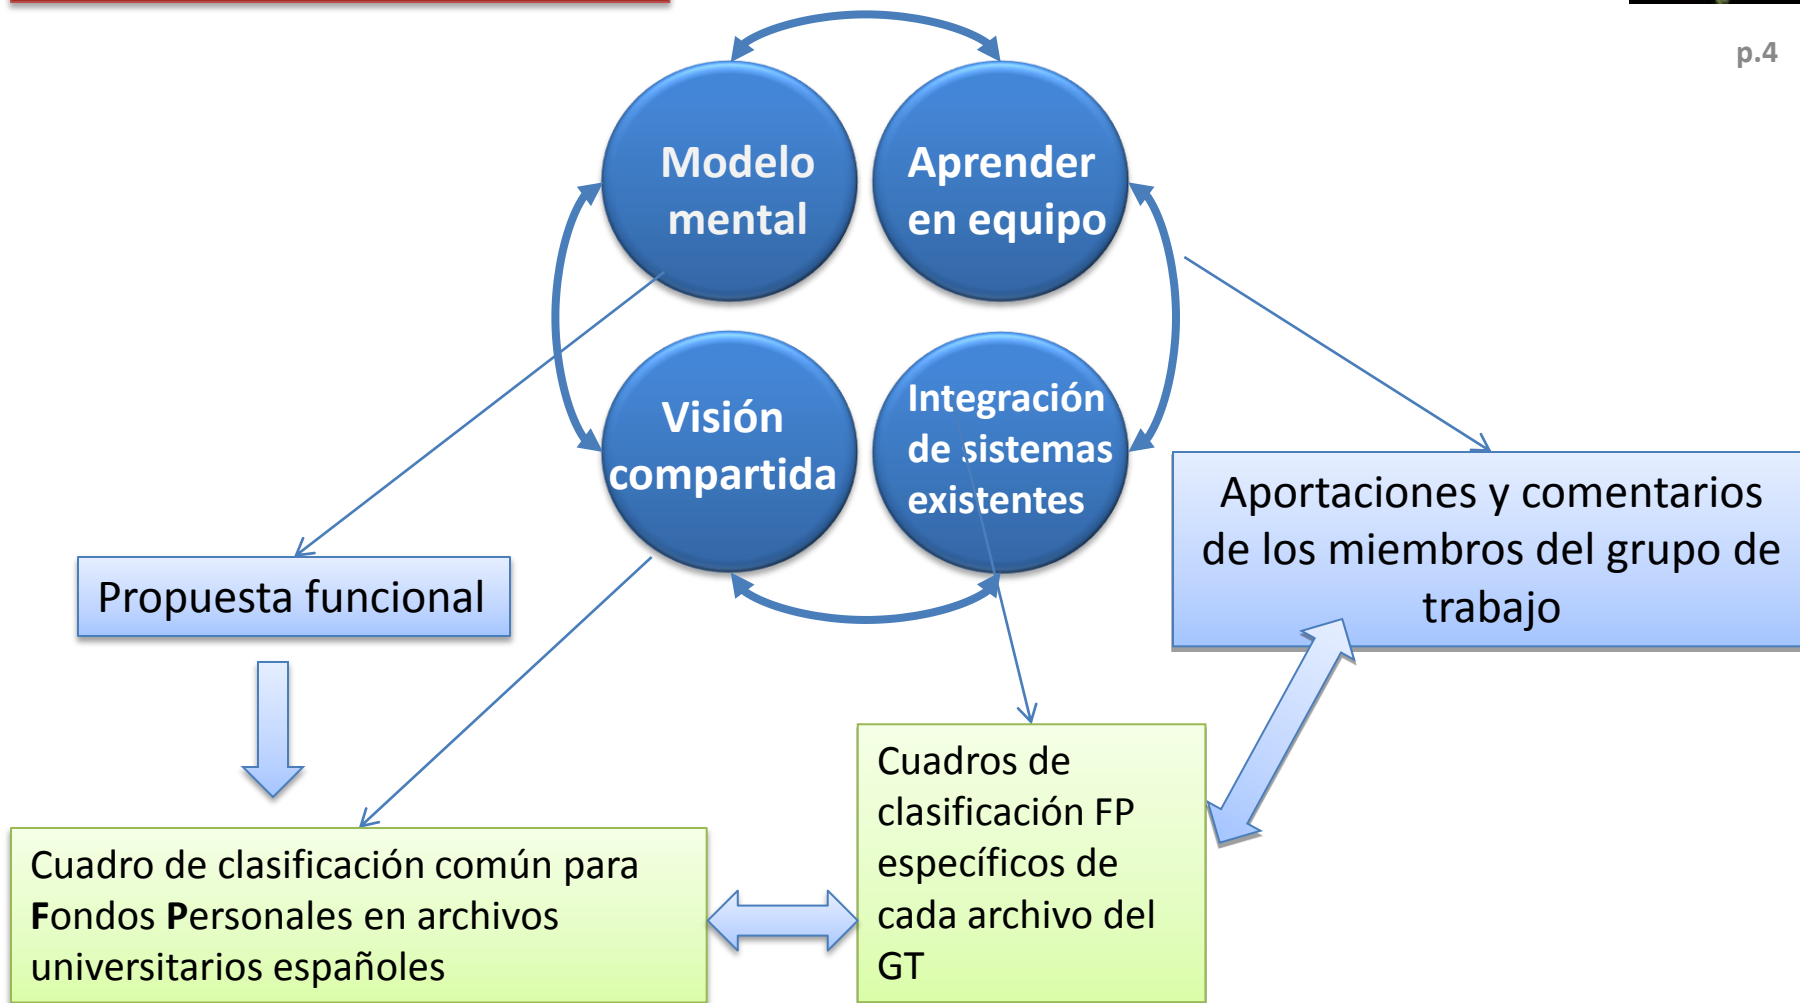 p.4
Modelo
mental
Aprender
en equipo
Visión
compartida
Integración
de sistemas
existentes
Aportaciones y comentarios
de los miembros del grupo de
trabajo
Propuesta funcional
Cuadros de
clasificación FP
específicos de
cada archivo del
GT
Cuadro de clasificación común para
Fondos Personales en archivos
universitarios españoles